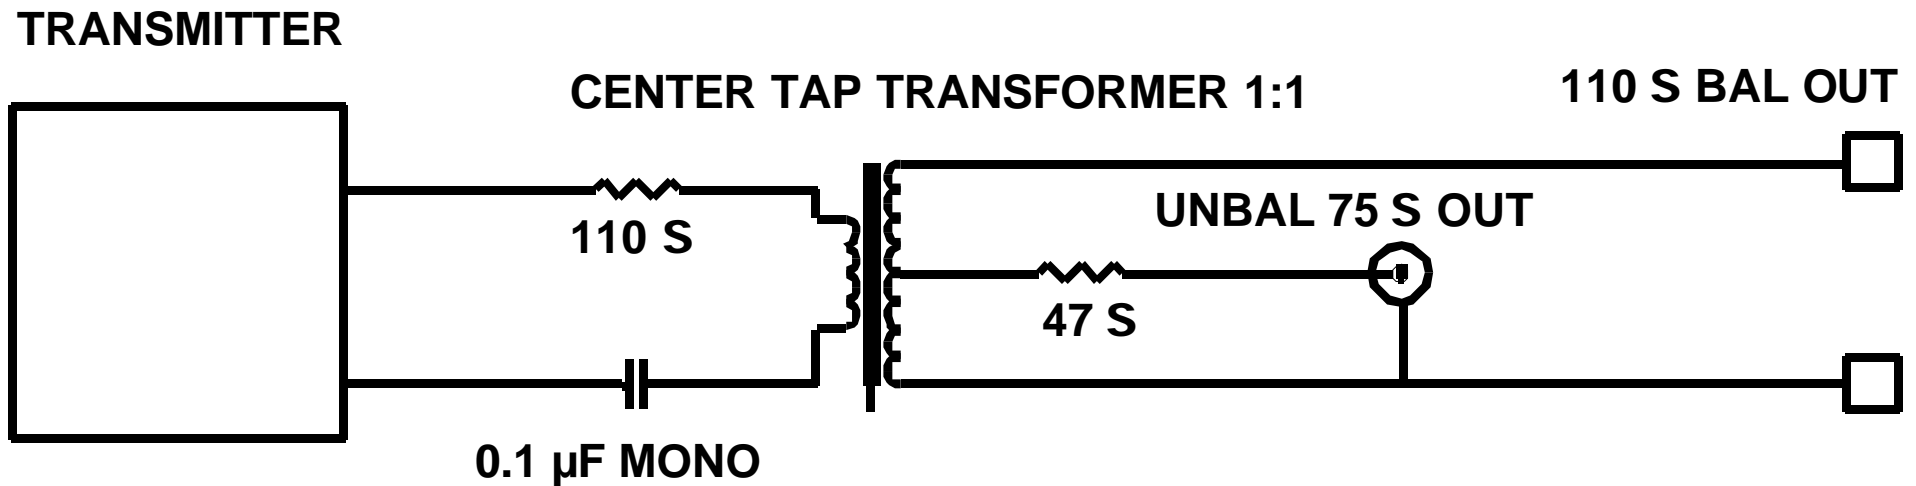 TRANSMITTER
CENTER TAP TRANSFORMER 1:1
110 S BAL OUT
UNBAL 75 S OUT
110 S
47 S
0.1 µF MONO